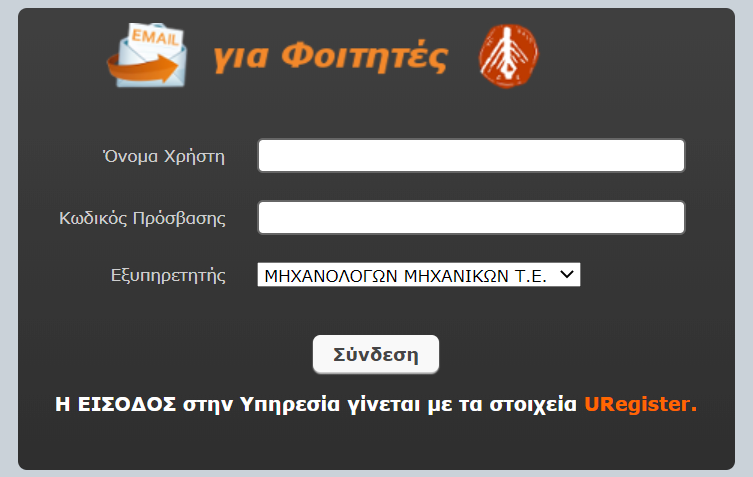 EMAIL
για Φοιτητές
Όνομα Χρήστη
Κωδικός Πρόσβασης
Εξυπηρετητής
ΜΗΧΑΝΟΛΟΓΩΝ ΜΗΧΑΝΙΚΩΝ Τ.Ε.
Σύνδεση
Η ΕΙΣΟΔΟΣ στην Υπηρεσία γίνεται με τα στοιχεία URegister.